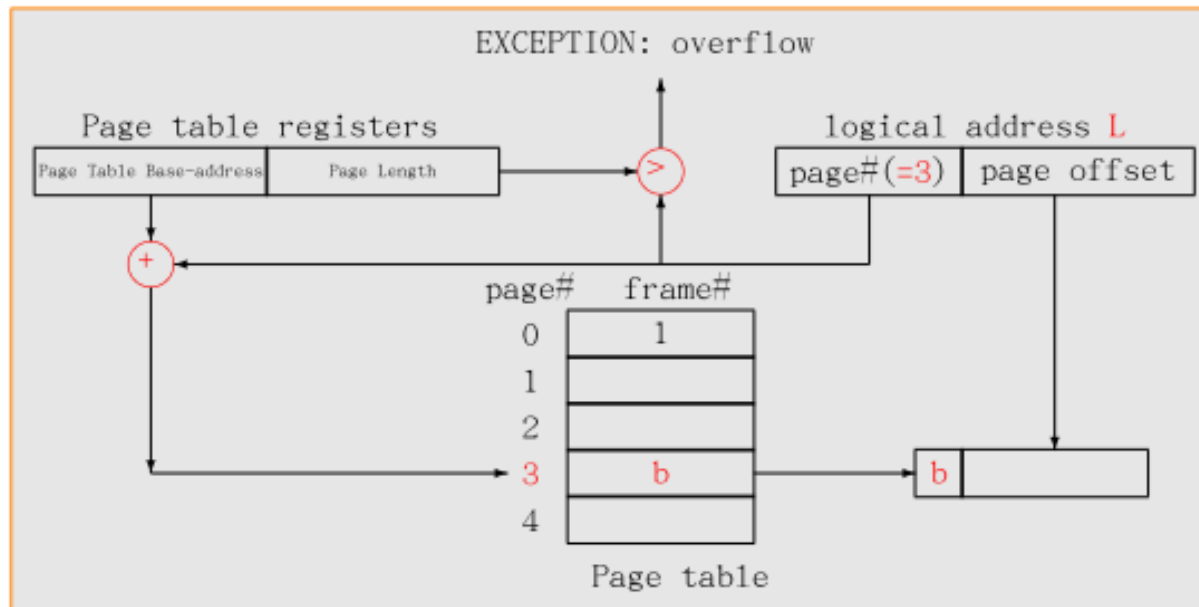 EXCEPTION: overflow
Page table registers
logical address L
Page Table Base-address
Page Length
>
page#(=3)
page offset
+
page# frame#
0 1
1
2
3 b
b
4
Page table